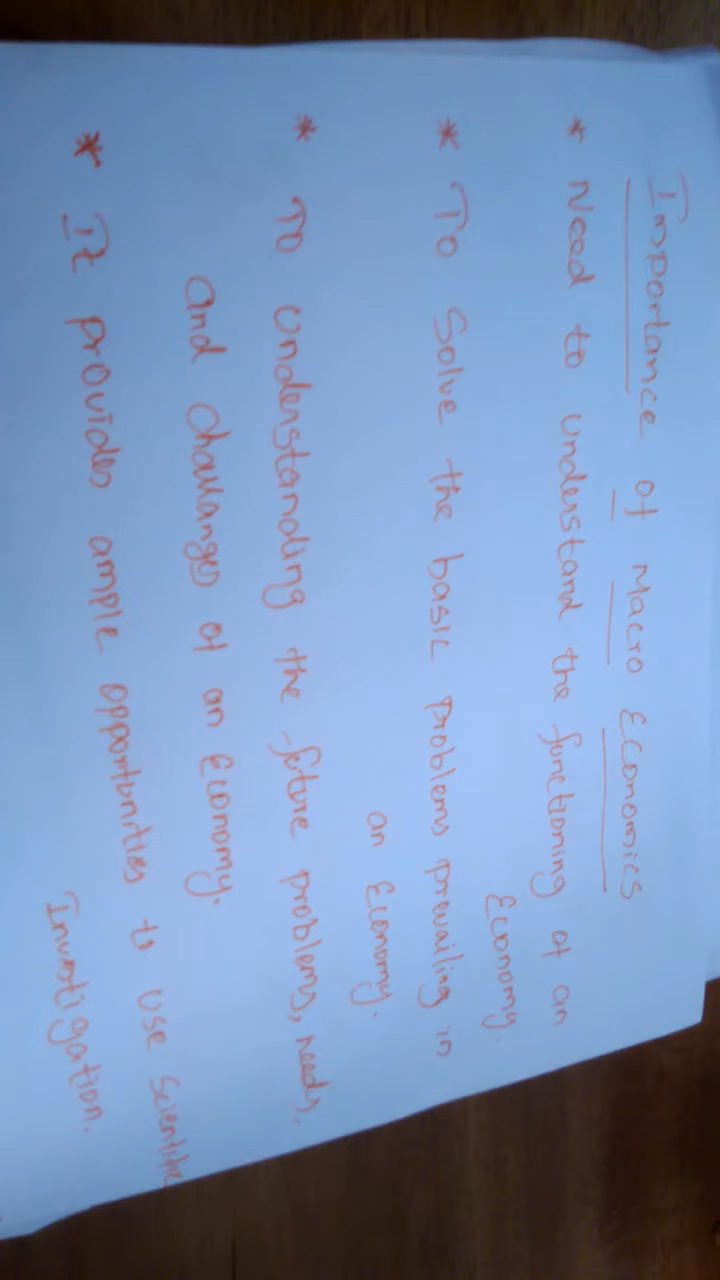 Importance of Macro Economics
* Need to understand the functioning of an
Economy.
* To Solve the basic problems prevailing in
an Economy.
* To understanding the future problems, needs,
and challanges of an Economy.
* It provides ample opportunities to use Scientific
Investigation.